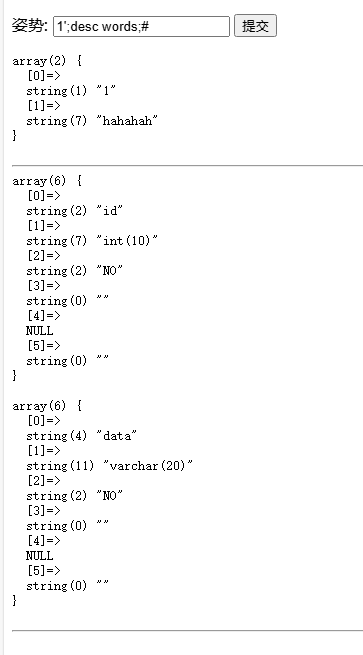 姿势: 1';desc words;# 提交
array(2) {
  [0]=>
  string(1) "1"
  [1]=>
  string(7) "hahahah"
}
array(6) {
  [0]=>
  string(2) "id"
  [1]=>
  string(7) "int(10)"
  [2]=>
  string(2) "NO"
  [3]=>
  string(0) ""
  [4]=>
  NULL
  [5]=>
  string(0) ""
}
array(6) {
  [0]=>
  string(4) "data"
  [1]=>
  string(11) "varchar(20)"
  [2]=>
  string(2) "NO"
  [3]=>
  string(0) ""
  [4]=>
  NULL
  [5]=>
  string(0) ""
}